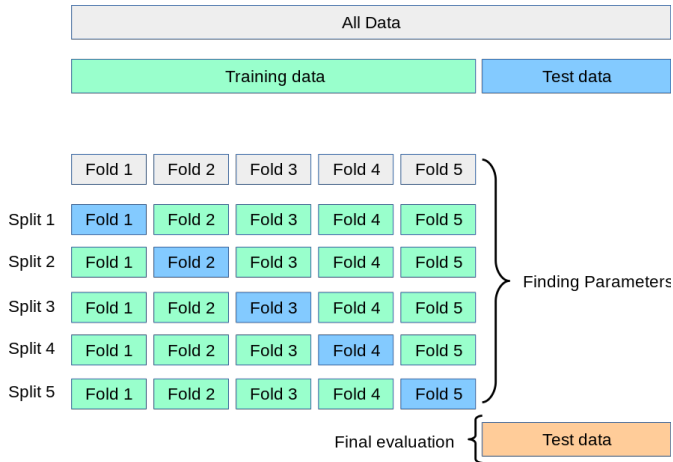 All Data
Training data Test data
Fold 1 Fold 2 Fold 3 Fold 4 Fold 5
Split 1 Fold 1 Fold 2 Fold 3 Fold 4 Fold 5
Split 2 Fold 1 Fold 2 Fold 3 Fold 4 Fold 5
Finding Parameters
Split 3 Fold 1 Fold 2 Fold 3 Fold 4 Fold 5
Split 4 Fold 1 Fold 2 Fold 3 Fold 4 Fold 5
Split 5 Fold 1 Fold 2 Fold 3 Fold 4 Fold 5
Final evaluation Test data